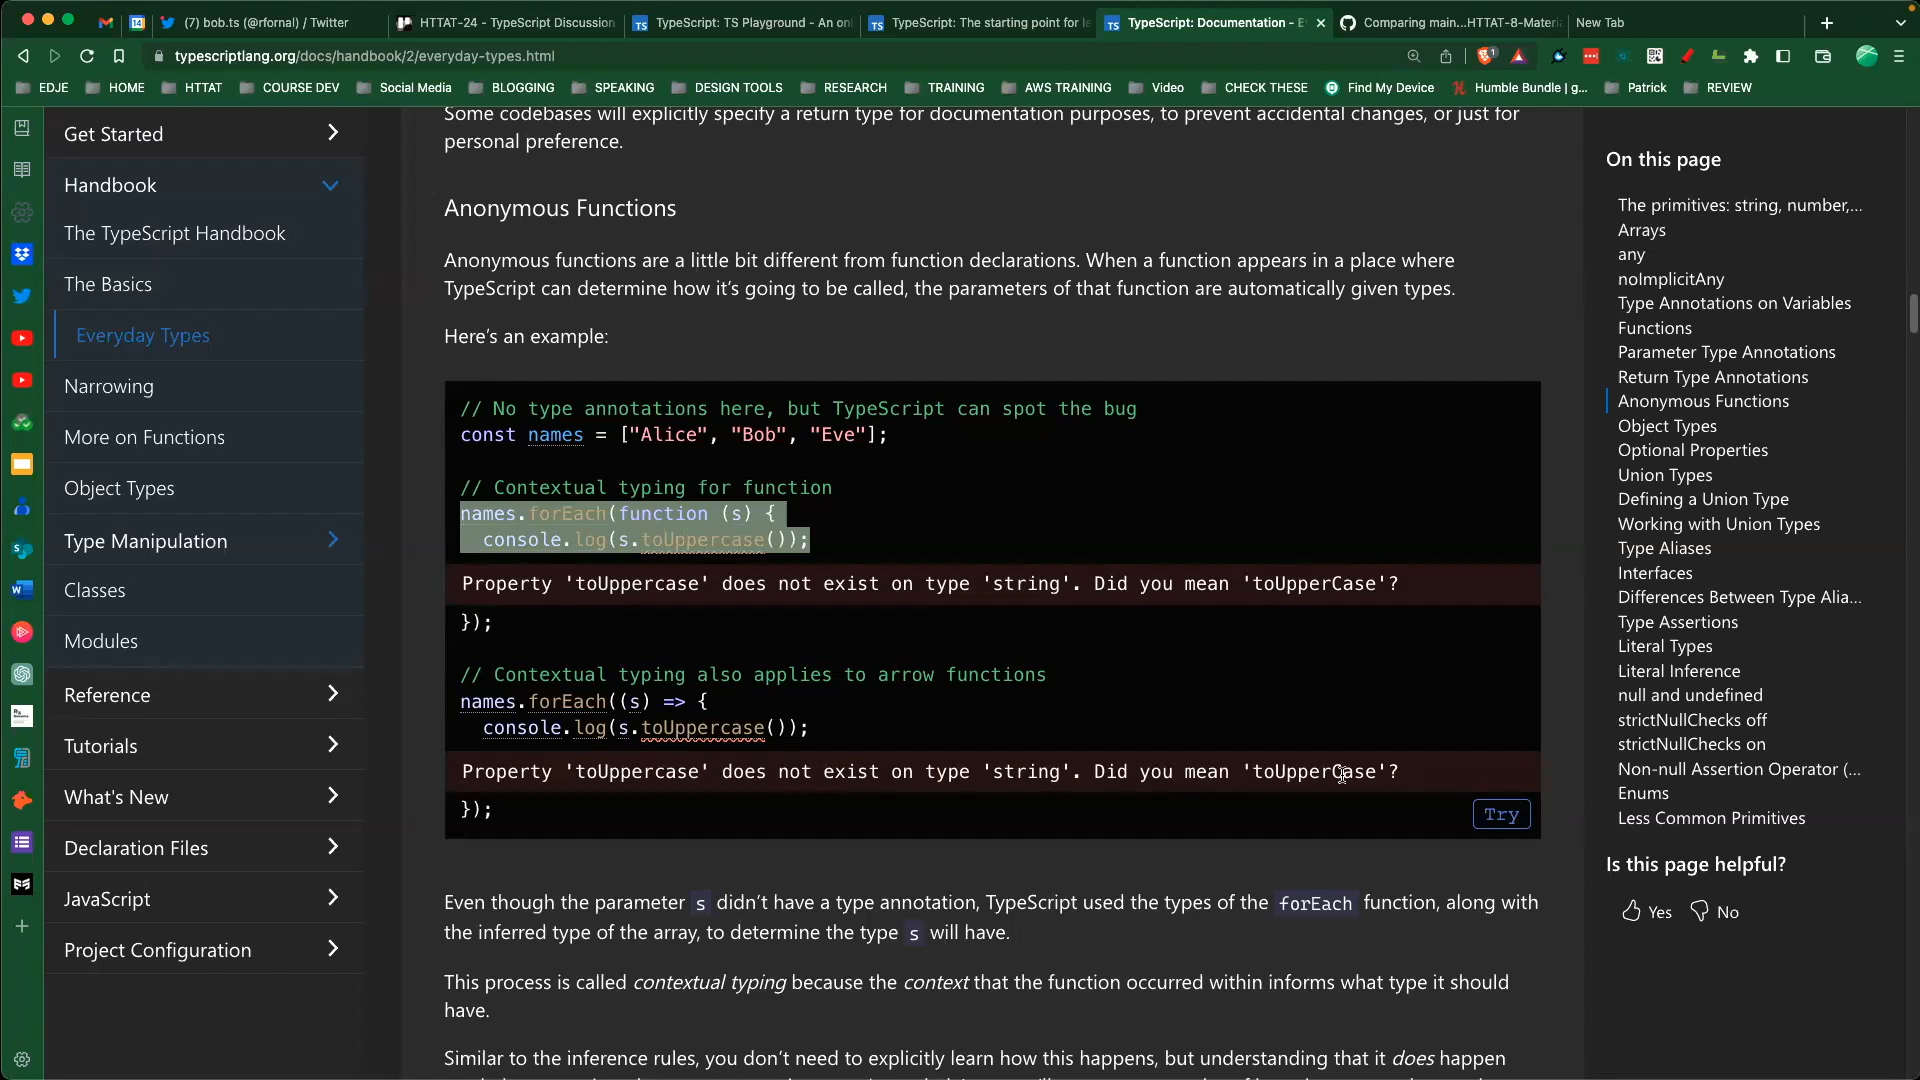 (7) bob.ts (@rfornal) / Twitter
HTTAT-24 - TypeScript Discussion
TypeScript: TS Playground - An onl
TypeScript: The starting point for le
TypeScript: Documentation - Ev
Comparing main...HTTAT-8-Materi
New Tab
typescriptlang.org/docs/handbook/2/everyday-types.html
EDJE
HOME
HTTAT
COURSE DEV
Social Media
BLOGGING
SPEAKING
DESIGN TOOLS
RESEARCH
TRAINING
AWS TRAINING
Video
CHECK THESE
Find My Device
Humble Bundle | g...
Patrick
REVIEW
Get Started
Handbook
The TypeScript Handbook
The Basics
Everyday Types
Narrowing
More on Functions
Object Types
Type Manipulation
Classes
Modules
Reference
Tutorials
What's New
Declaration Files
JavaScript
Project Configuration
Some codebases will explicitly specify a return type for documentation purposes, to prevent accidental changes, or just for
personal preference.
Anonymous Functions
Anonymous functions are a little bit different from function declarations. When a function appears in a place where
TypeScript can determine how it’s going to be called, the parameters of that function are automatically given types.
Here’s an example:
// No type annotations here, but TypeScript can spot the bug
const names = ["Alice", "Bob", "Eve"];
// Contextual typing for function
names.forEach(function (s) {
console.log(s.toUppercase());
Property 'toUppercase' does not exist on type 'string'. Did you mean 'toUpperCase'?
});
// Contextual typing also applies to arrow functions
names.forEach((s) => {
console.log(s.toUppercase());
Property 'toUppercase' does not exist on type 'string'. Did you mean 'toUpperCase'?
});
Try
Even though the parameter s didn’t have a type annotation, TypeScript used the types of the forEach function, along with
the inferred type of the array, to determine the type s will have.
This process is called contextual typing because the context that the function occurred within informs what type it should
have.
Similar to the inference rules, you don’t need to explicitly learn how this happens, but understanding that it does happen
On this page
The primitives: string, number,...
Arrays
any
noImplicitAny
Type Annotations on Variables
Functions
Parameter Type Annotations
Return Type Annotations
Anonymous Functions
Object Types
Optional Properties
Union Types
Defining a Union Type
Working with Union Types
Type Aliases
Interfaces
Differences Between Type Alia...
Type Assertions
Literal Types
Literal Inference
null and undefined
strictNullChecks off
strictNullChecks on
Non-null Assertion Operator (...
Enums
Less Common Primitives
Is this page helpful?
Yes
No